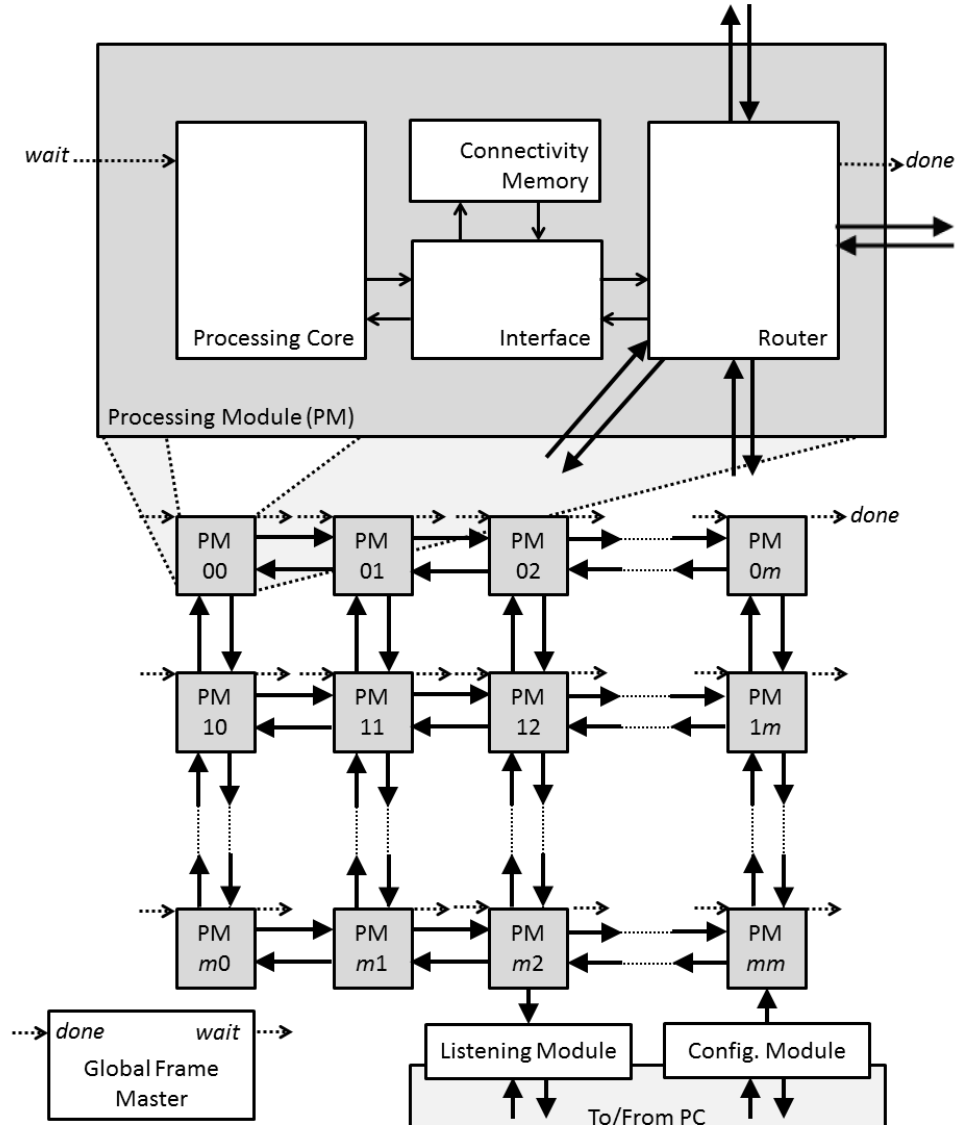 wait
Connectivity
Memory
done
Processing Core
Interface
Router
Processing Module (PM)
PM
00
PM
01
PM
02
PM
0m
done
PM
10
PM
11
PM
12
PM
1m
PM
m0
PM
m1
PM
m2
PM
mm
done
wait
Global Frame
Master
Listening Module
Config. Module
To/From PC